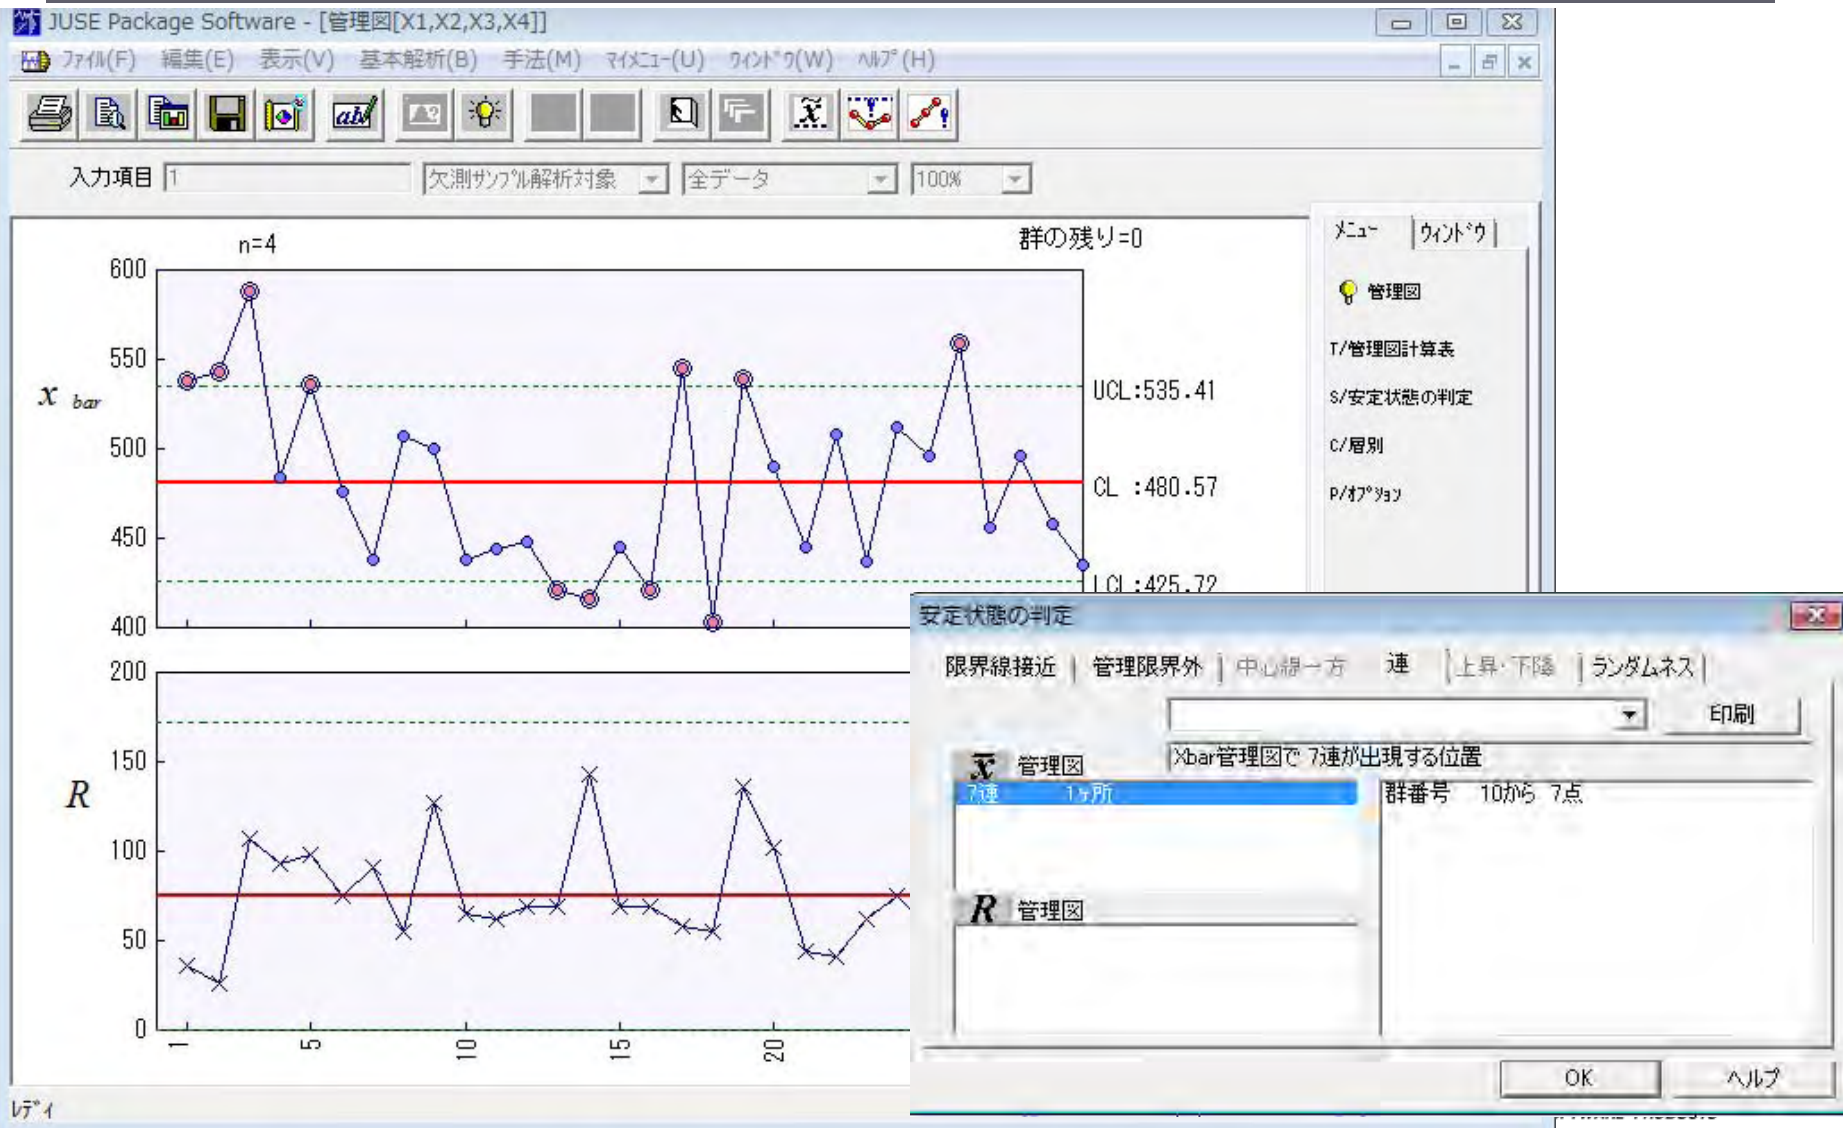 JUSE Package Software - [管理図[X1,X2,X3,X4]]
ファイル(F) 編集(E) 表示(V) 基本解析(B) 手法(M) マイメニュー(U) ウィンドウ(W) ヘルプ(H)
入力項目 1 欠測サンプル解析対象 全データ 100%
n=4 群の残り=0
メニュー ウィンドウ
管理図
T/管理図計算表
S/安定状態の判定
C/層別
P/オプション
600
550
500
450
400
x bar
UCL:535.41
CL :480.57
LCL:425.72
200
150
100
50
0
R
1 5 10 15 20
レディ
安定状態の判定
限界線接近 管理限界外 中心線一方 連 上昇・下降 ランダムネス
印刷
x 管理図
Xbar管理図で 7連が出現する位置
7連 1ヶ所
群番号 10から 7点
R 管理図
OK ヘルプ